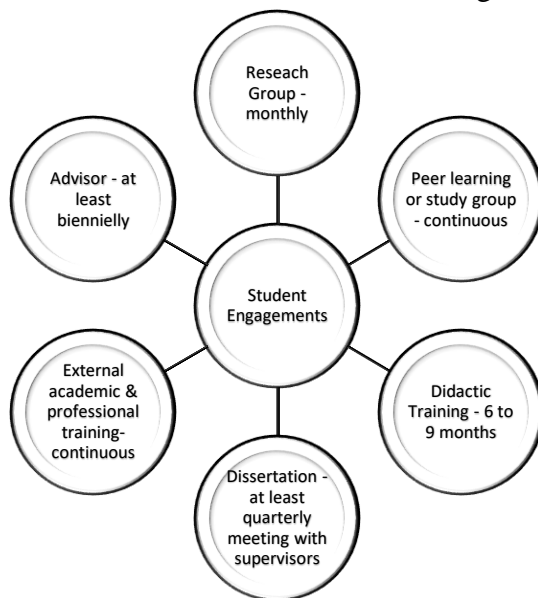 Reseach
Group -
monthly
Peer learning
or study group
- continuous
Didactic
Training - 6 to
9 months
Dissertation -
at least
quarterly
meeting with
supervisors
External
academic &
professional
training-
continuous
Advisor - at
least
biennielly
Student
Engagements